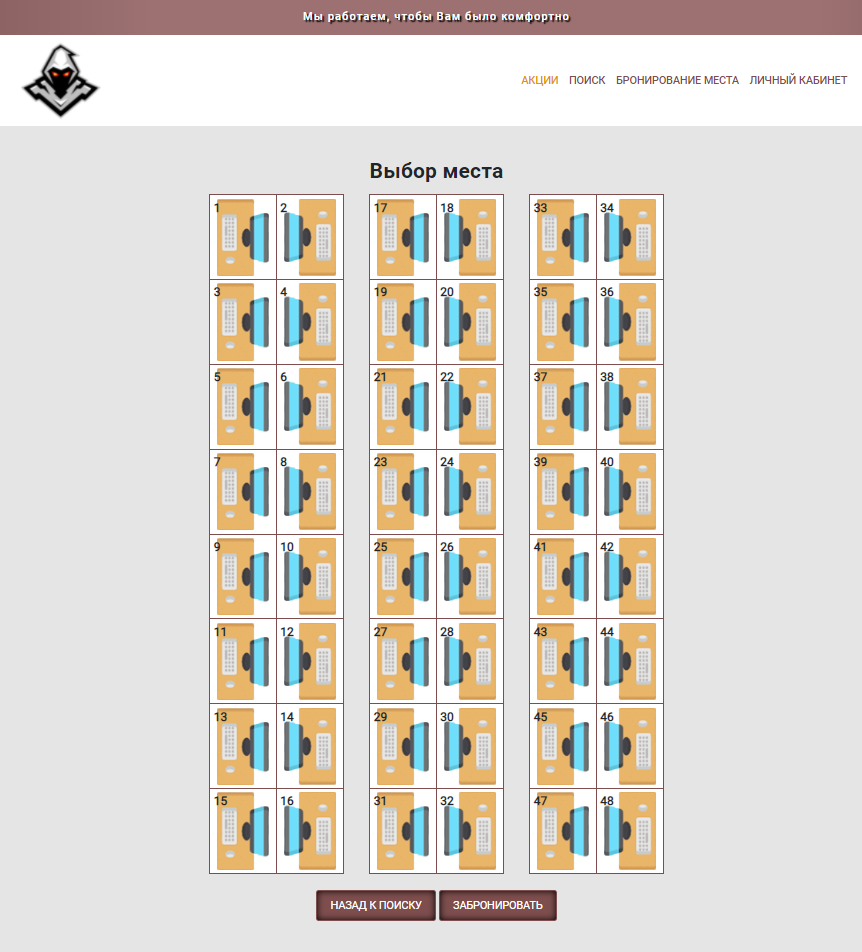 Мы работаем, чтобы Вам было комфортно
АКЦИИ ПОИСК БРОНИРОВАНИЕ МЕСТА ЛИЧНЫЙ КАБИНЕТ
Выбор места
1 2 17 18 33 34
3 4 19 20 35 36
5 6 21 22 37 38
7 8 23 24 39 40
9 10 25 26 41 42
11 12 27 28 43 44
13 14 29 30 45 46
15 16 31 32 47 48
НАЗАД К ПОИСКУ ЗАБРОНИРОВАТЬ